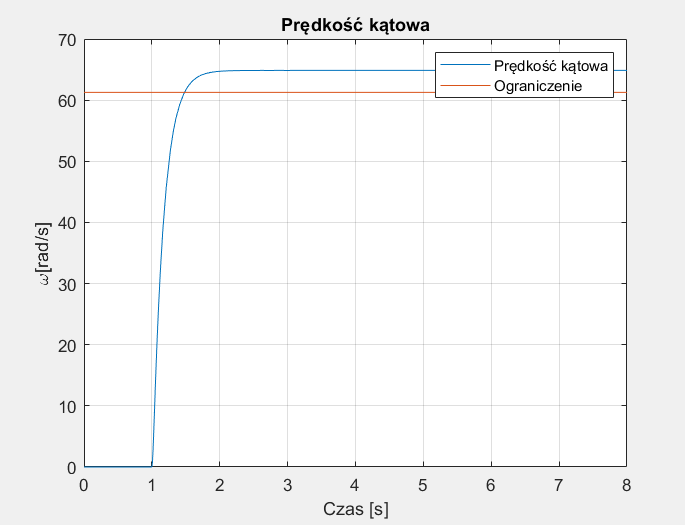 Prędkość kątowa
Prędkość kątowa
Ograniczenie
70
60
50
40
30
20
10
0
ω[rad/s]
0 1 2 3 4 5 6 7 8
Czas [s]